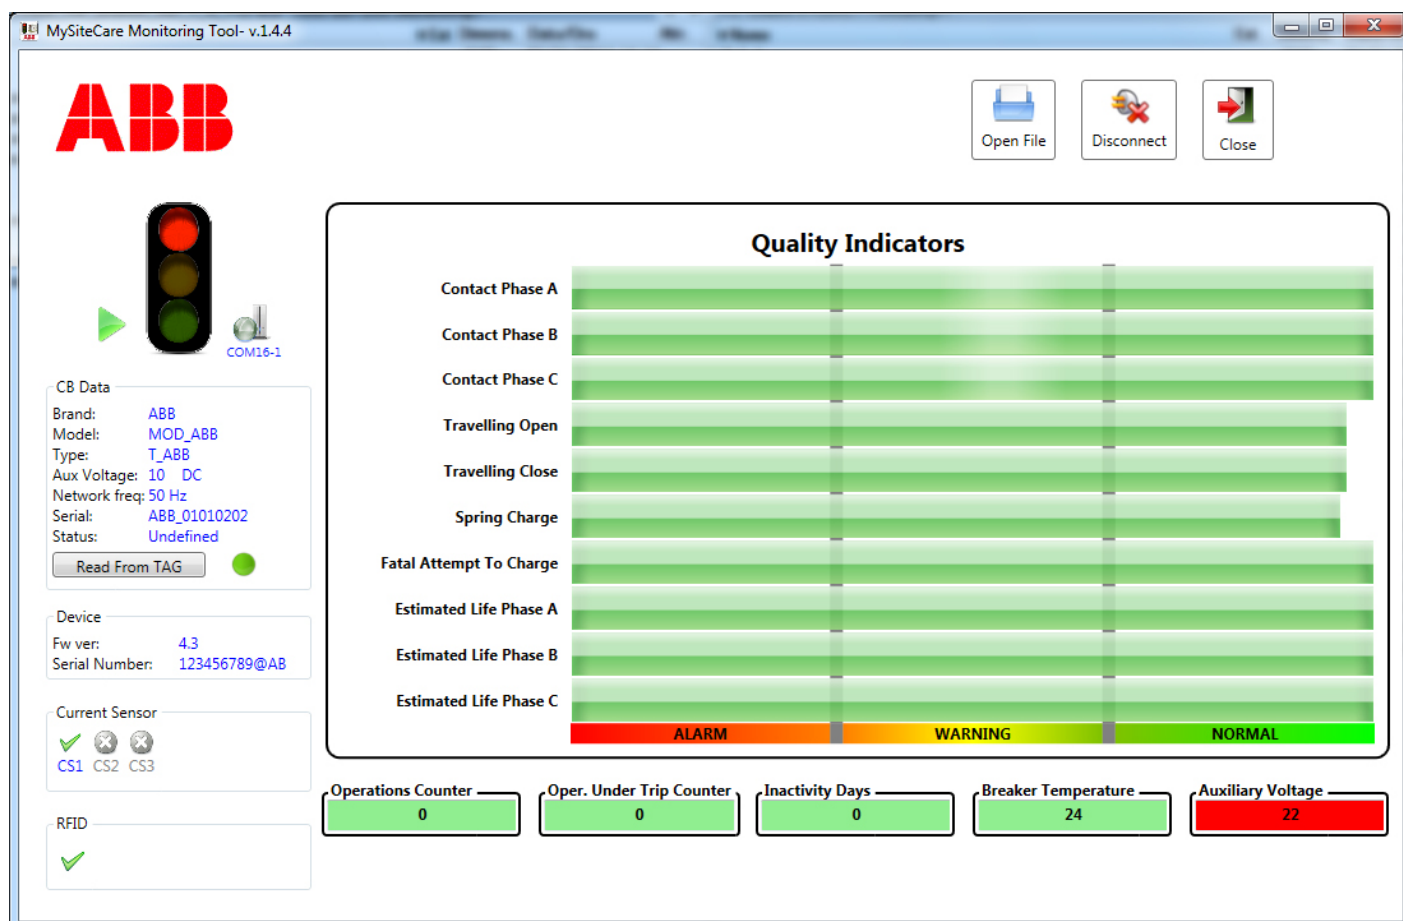 MySiteCare Monitoring Tool- v.1.4.4
ABB
Open File
Disconnect
Close
COM16-1
CB Data
Brand: ABB
Model: MOD_ABB
Type: T_ABB
Aux Voltage: 10 DC
Network freq: 50 Hz
Serial: ABB_01010202
Status: Undefined
Read From TAG
Device
Fw ver: 4.3
Serial Number: 123456789@AB
Current Sensor
CS1 CS2 CS3
RFID
Quality Indicators
Contact Phase A
Contact Phase B
Contact Phase C
Travelling Open
Travelling Close
Spring Charge
Fatal Attempt To Charge
Estimated Life Phase A
Estimated Life Phase B
Estimated Life Phase C
ALARM WARNING NORMAL
Operations Counter
0
Oper. Under Trip Counter
0
Inactivity Days
0
Breaker Temperature
24
Auxiliary Voltage
22